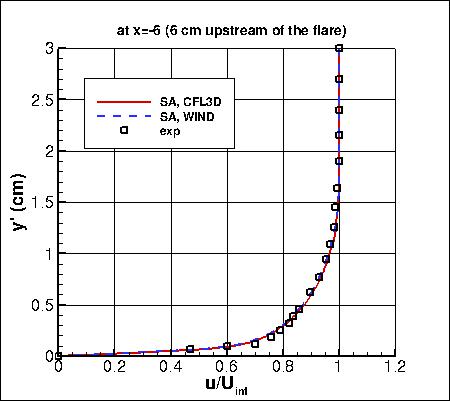 at x=-6 (6 cm upstream of the flare)
3
2.5
2
1.5
1
0.5
0
y' (cm)
SA, CFL3D
SA, WIND
exp
0 0.2 0.4 0.6 0.8 1 1.2
u/Uinf